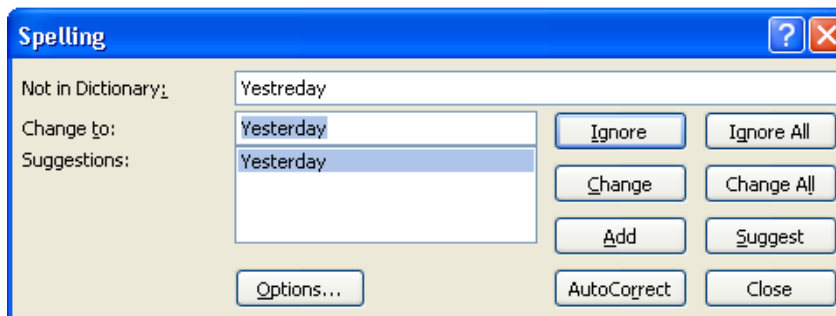 Spelling
Not in Dictionary: Yestreday
Change to: Yesterday
Suggestions: Yesterday
Ignore Ignore All
Change Change All
Add Suggest
Options... AutoCorrect Close